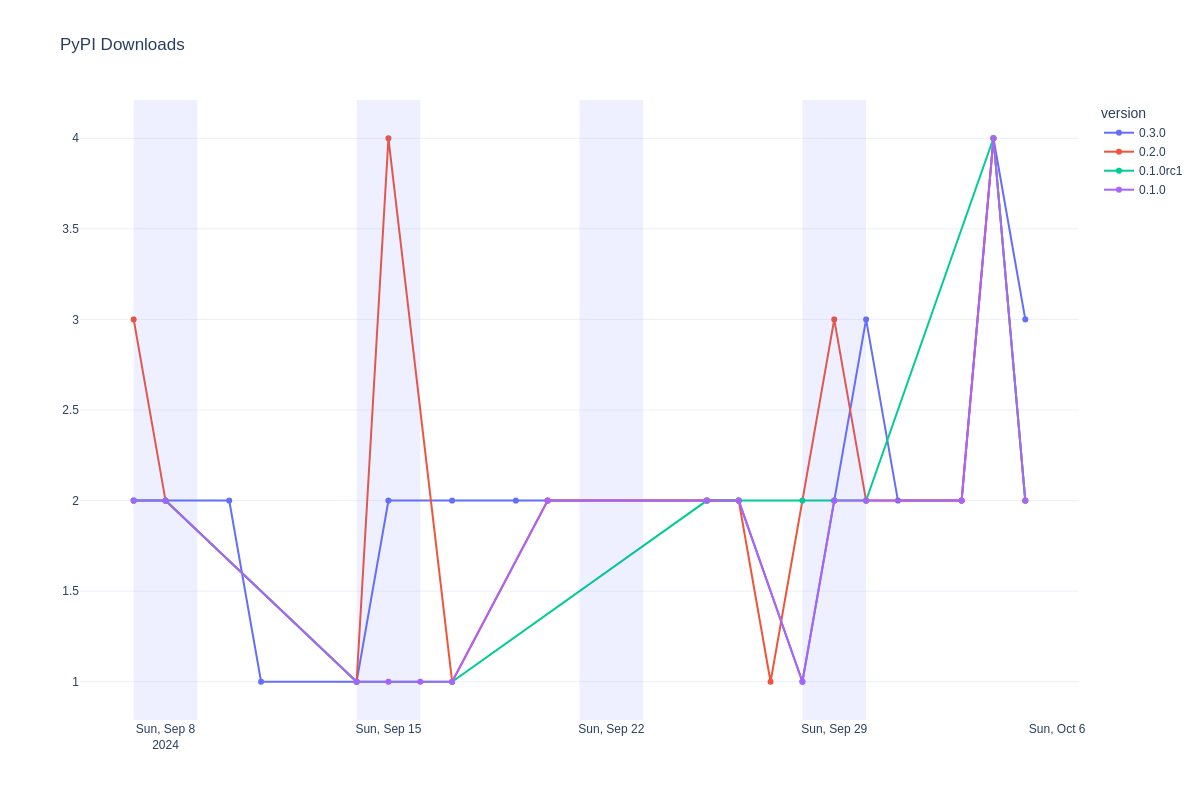 PyPI Downloads
version
0.3.0
0.2.0
0.1.0rc1
0.1.0
4
3.5
3
2.5
2
1.5
1
Sun, Sep 8
2024
Sun, Sep 15
Sun, Sep 22
Sun, Sep 29
Sun, Oct 6